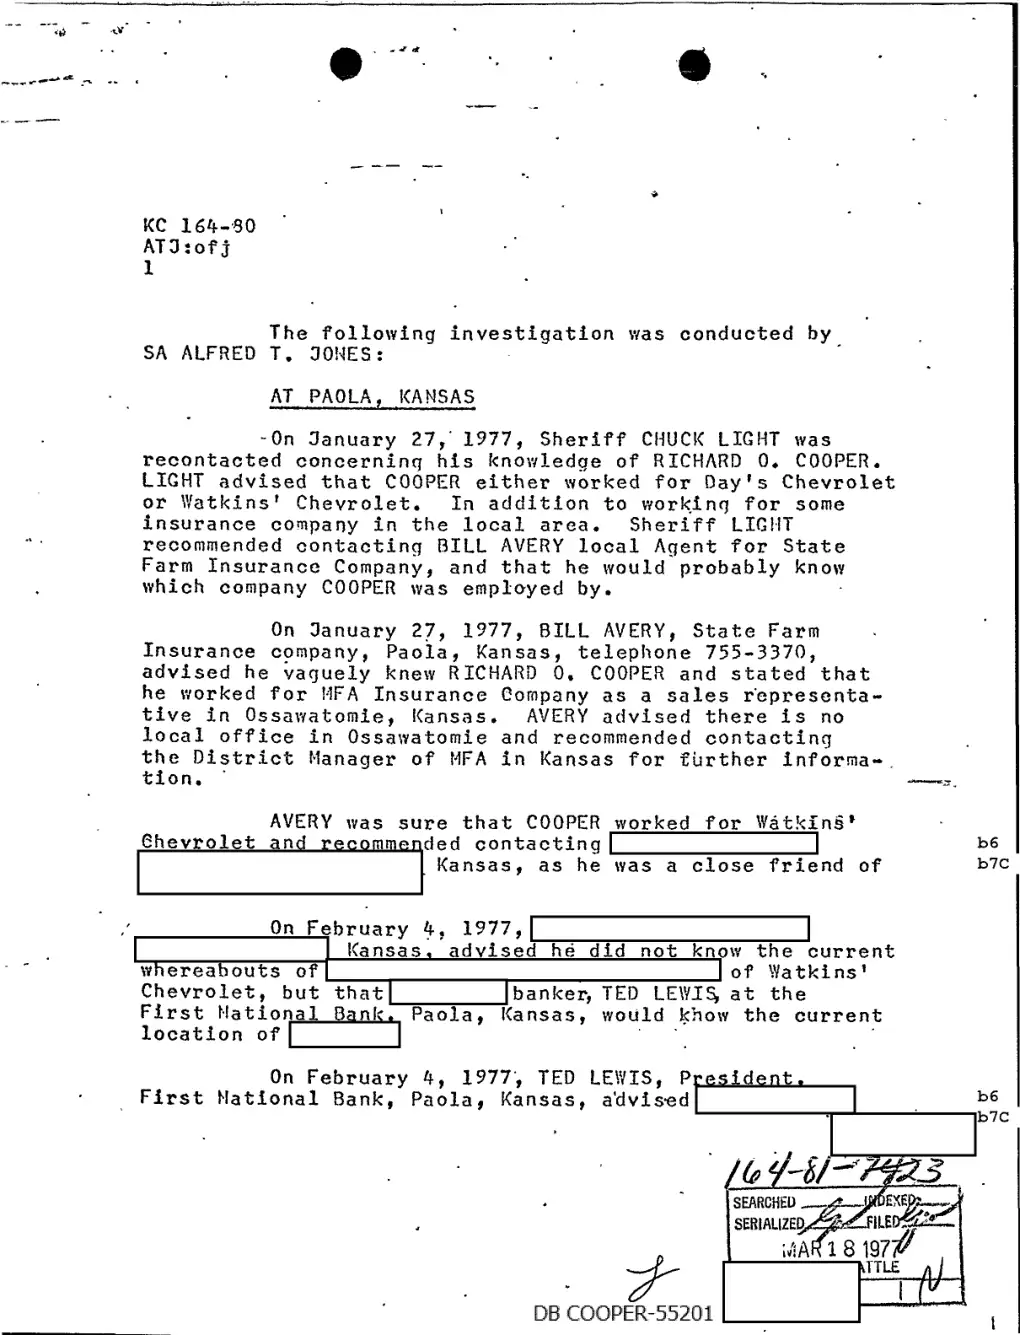 KC 164-80
ATJ:ofj
1
The following investigation was conducted by
SA ALFRED T. JONES:
AT PAOLA, KANSAS
-On January 27, 1977, Sheriff CHUCK LIGHT was
recontacted concerning his knowledge of RICHARD O. COOPER.
LIGHT advised that COOPER either worked for Day's Chevrolet
or Watkins' Chevrolet. In addition to working for some
insurance company in the local area. Sheriff LIGHT
recommended contacting BILL AVERY local Agent for State
Farm Insurance Company, and that he would probably know
which company COOPER was employed by.
On January 27, 1977, BILL AVERY, State Farm
Insurance company, Paola, Kansas, telephone 755-3370,
advised he vaguely knew RICHARD O. COOPER and stated that
he worked for MFA Insurance Company as a sales representa-
tive in Ossawatomie, Kansas. AVERY advised there is no
local office in Ossawatomie and recommended contacting
the District Manager of MFA in Kansas for further informa-
tion.
AVERY was sure that COOPER worked for Watkins'
Chevrolet and recommended contacting
b6
Kansas, as he was a close friend of
b7C
On February 4, 1977,
Kansas, advised he did not know the current
whereabouts of of Watkins'
Chevrolet, but that banker, TED LEWIS, at the
First National Bank, Paola, Kansas, would know the current
location of
On February 4, 1977, TED LEWIS, President,
First National Bank, Paola, Kansas, advised
b6
b7C
164-81-7423
SEARCHED INDEXED
SERIALIZED FILED
MAR 18 1977
TTLE
N
DB COOPER-55201
1